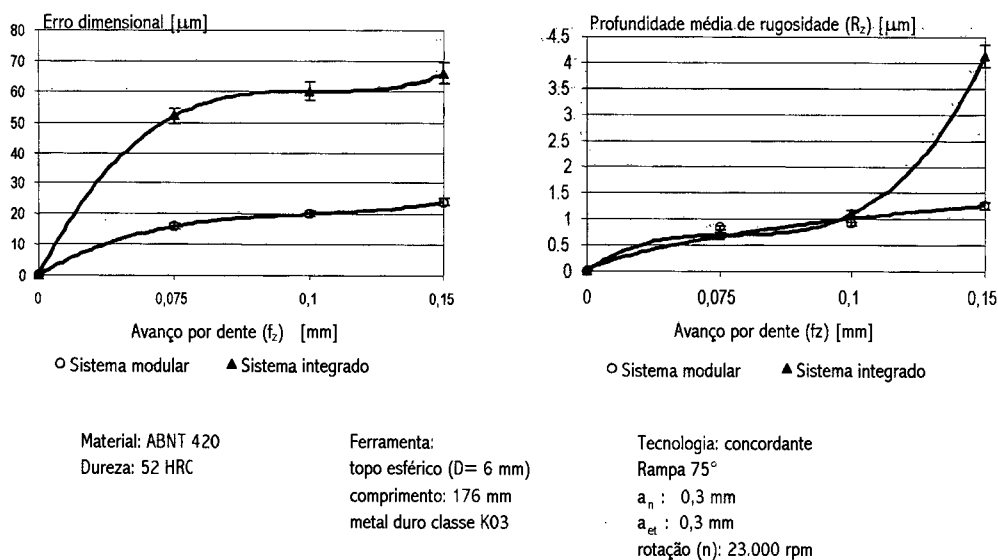 Erro dimensional [μm]
80
70
60
50
40
30
20
10
0
0 0,075 0,1 0,15
Avanço por dente (fz) [mm]
Sistema modular Sistema integrado
Profundidade média de rugosidade (Rz) [μm]
4.5
4
3.5
3
2.5
2
1.5
1
0.5
0
0 0,075 0,1 0,15
Avanço por dente (fz) [mm]
Sistema modular Sistema integrado
Material: ABNT 420
Dureza: 52 HRC
Ferramenta:
topo esférico (D= 6 mm)
comprimento: 176 mm
metal duro classe K03
Tecnologia: concordante
Rampa 75°
an : 0,3 mm
aet : 0,3 mm
rotação (n): 23.000 rpm